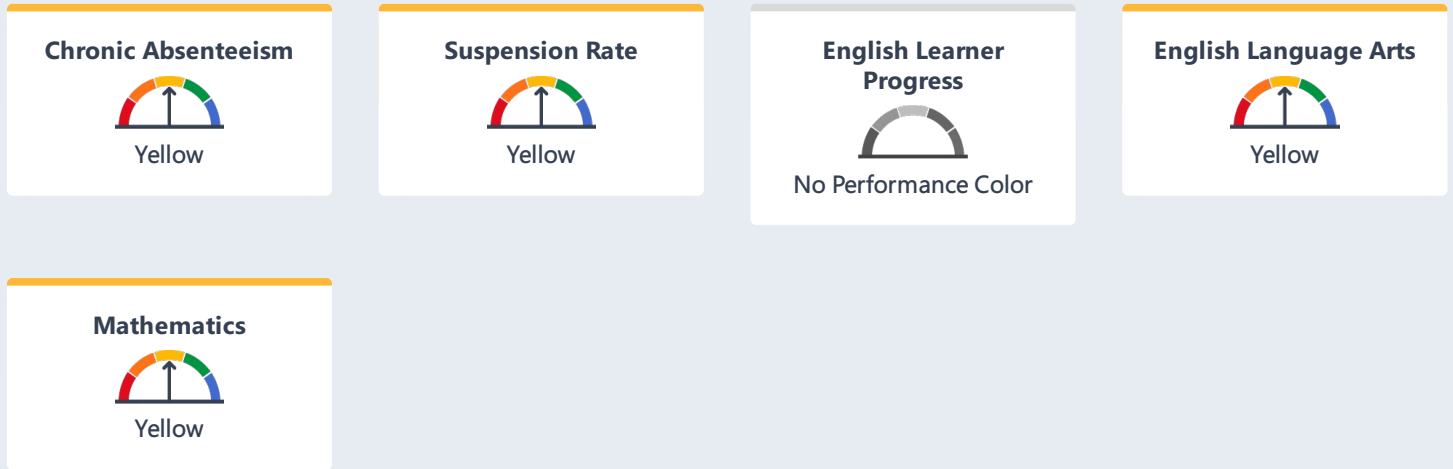 Chronic Absenteeism
Yellow
Suspension Rate
Yellow
English Learner
Progress
No Performance Color
English Language Arts
Yellow
Mathematics
Yellow